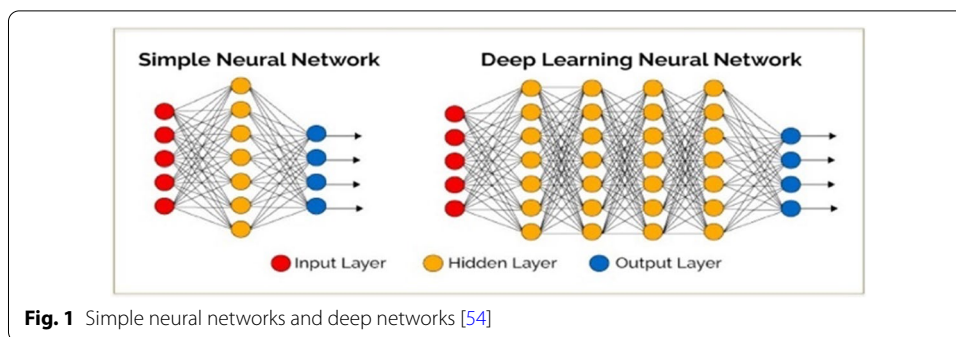 Simple Neural Network
Deep Learning Neural Network
Input Layer
Hidden Layer
Output Layer
Fig. 1 Simple neural networks and deep networks [54]